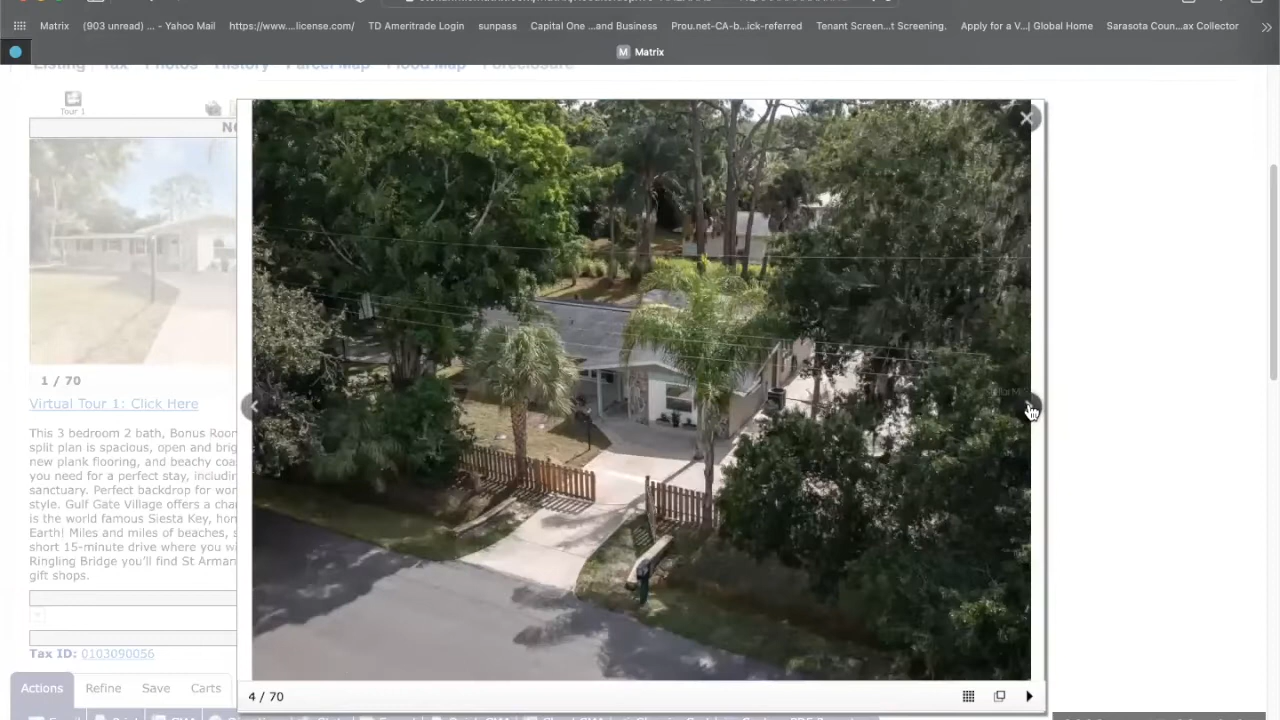 Matrix (903 unread) ... - Yahoo Mail https://www....license.com/ TD Ameritrade Login sunpass Capital One ...and Business Prou.net-CA-b...ick-referred Tenant Screen...t Screening. Apply for a V...| Global Home Sarasota Coun...ax Collector
M Matrix
Listing Tax Photos History Parcel Map Flood Map Foreclosure
Tour 1
1 / 70
Virtual Tour 1: Click Here
This 3 bedroom 2 bath, Bonus Roor
split plan is spacious, open and brig
new plank flooring, and beachy coa
you need for a perfect stay, includin
sanctuary. Perfect backdrop for wor
style. Gulf Gate Village offers a cha
is the world famous Siesta Key, hon
Earth! Miles and miles of beaches, s
short 15-minute drive where you w
Ringling Bridge you'll find St Arman
gift shops.
Tax ID: 0103090056
Actions Refine Save Carts
4 / 70